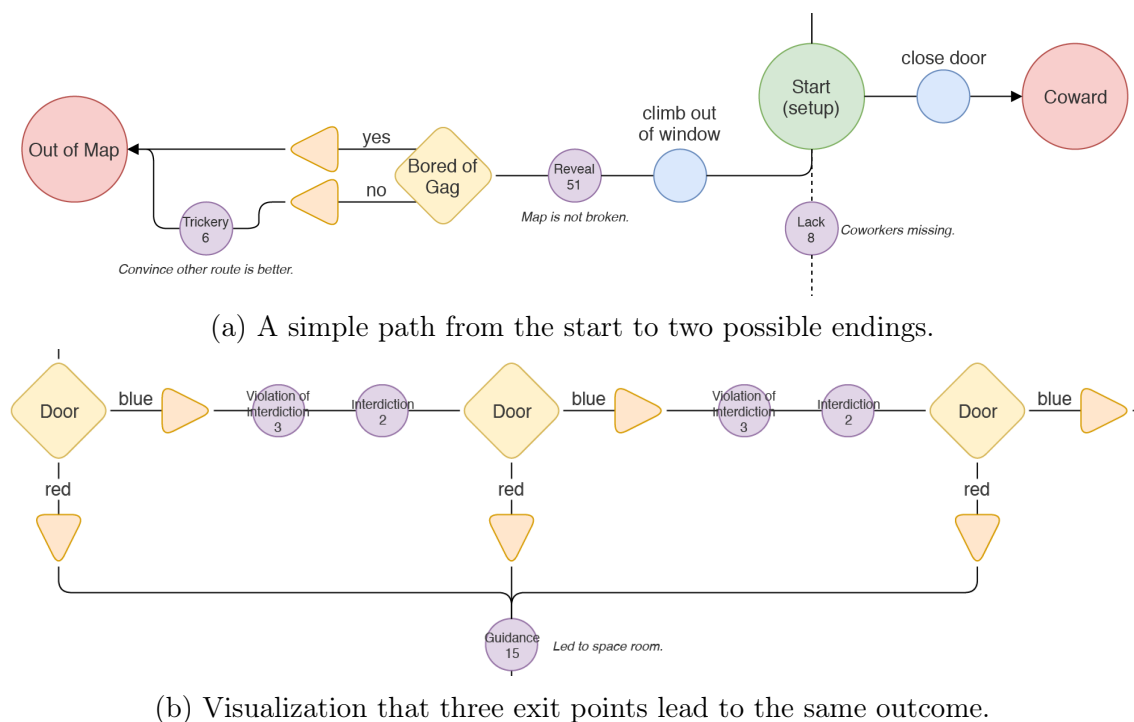 close door
Start
(setup)
Coward
climb out
of window
Out of Map
yes
Bored of
Gag
Reveal
51
no
Map is not broken.
Trickery
6
Lack
8
Coworkers missing.
Convince other route is better.
(a) A simple path from the start to two possible endings.
Door
blue
Violation of
Interdiction
3
Interdiction
2
Door
blue
Violation of
Interdiction
3
Interdiction
2
Door
blue
red
red
red
Guidance
15
Led to space room.
(b) Visualization that three exit points lead to the same outcome.